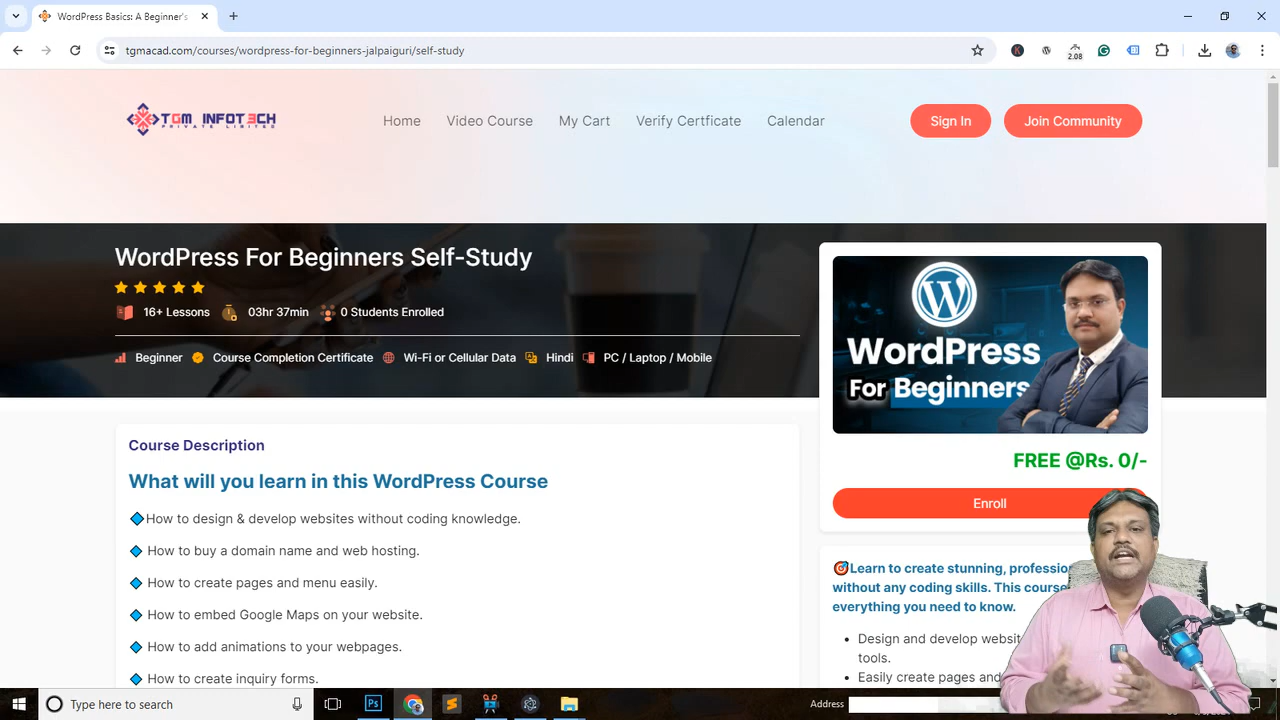 WordPress Basics: A Beginner's
tgmacad.com/courses/wordpress-for-beginners-jalpaiguri/self-study
2.08
TGM INFOT3CH
PRIVATE LIMITED
Home
Video Course
My Cart
Verify Certficate
Calendar
Sign In
Join Community
WordPress For Beginners Self-Study
16+ Lessons
03hr 37min
0 Students Enrolled
Beginner
Course Completion Certificate
Wi-Fi or Cellular Data
Hindi
PC / Laptop / Mobile
WordPress
For Beginners
FREE @Rs. 0/-
Enroll
Course Description
What will you learn in this WordPress Course
How to design & develop websites without coding knowledge.
How to buy a domain name and web hosting.
How to create pages and menu easily.
How to embed Google Maps on your website.
How to add animations to your webpages.
How to create inquiry forms.
Learn to create stunning,
without any coding skills. This
everything you need to know.
Design and develop
tools.
Easily create pages and
Type here to search
Address